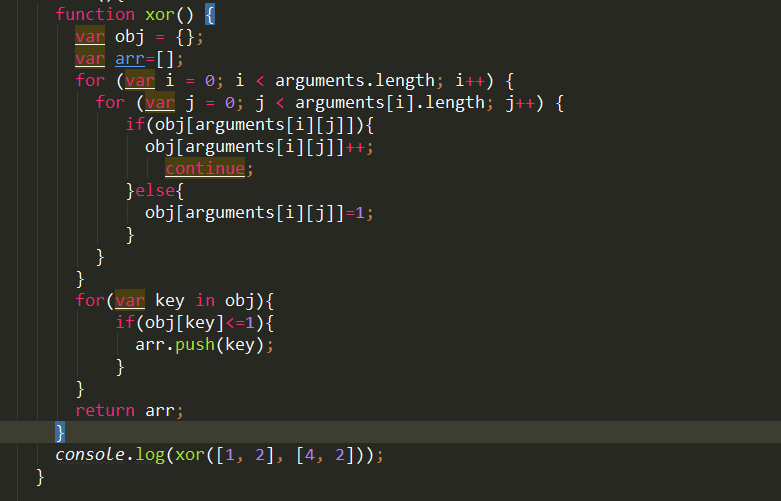 function xor() {
var obj = {};
var arr=[];
for (var i = 0; i < arguments.length; i++) {
for (var j = 0; j < arguments[i].length; j++) {
if(obj[arguments[i][j]]){
obj[arguments[i][j]]++;
continue;
}else{
obj[arguments[i][j]]=1;
}
}
}
for(var key in obj){
if(obj[key]<=1){
arr.push(key);
}
}
return arr;
}
console.log(xor([1, 2], [4, 2]));
}